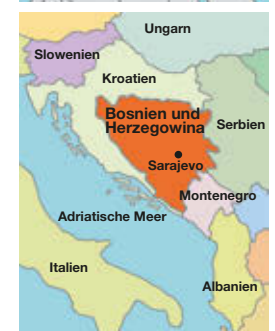 Ungarn
Slowenien
Kroatien
Bosnien und
Herzegowina
Serbien
Sarajevo
Montenegro
Adriatische Meer
Italien
Albanien